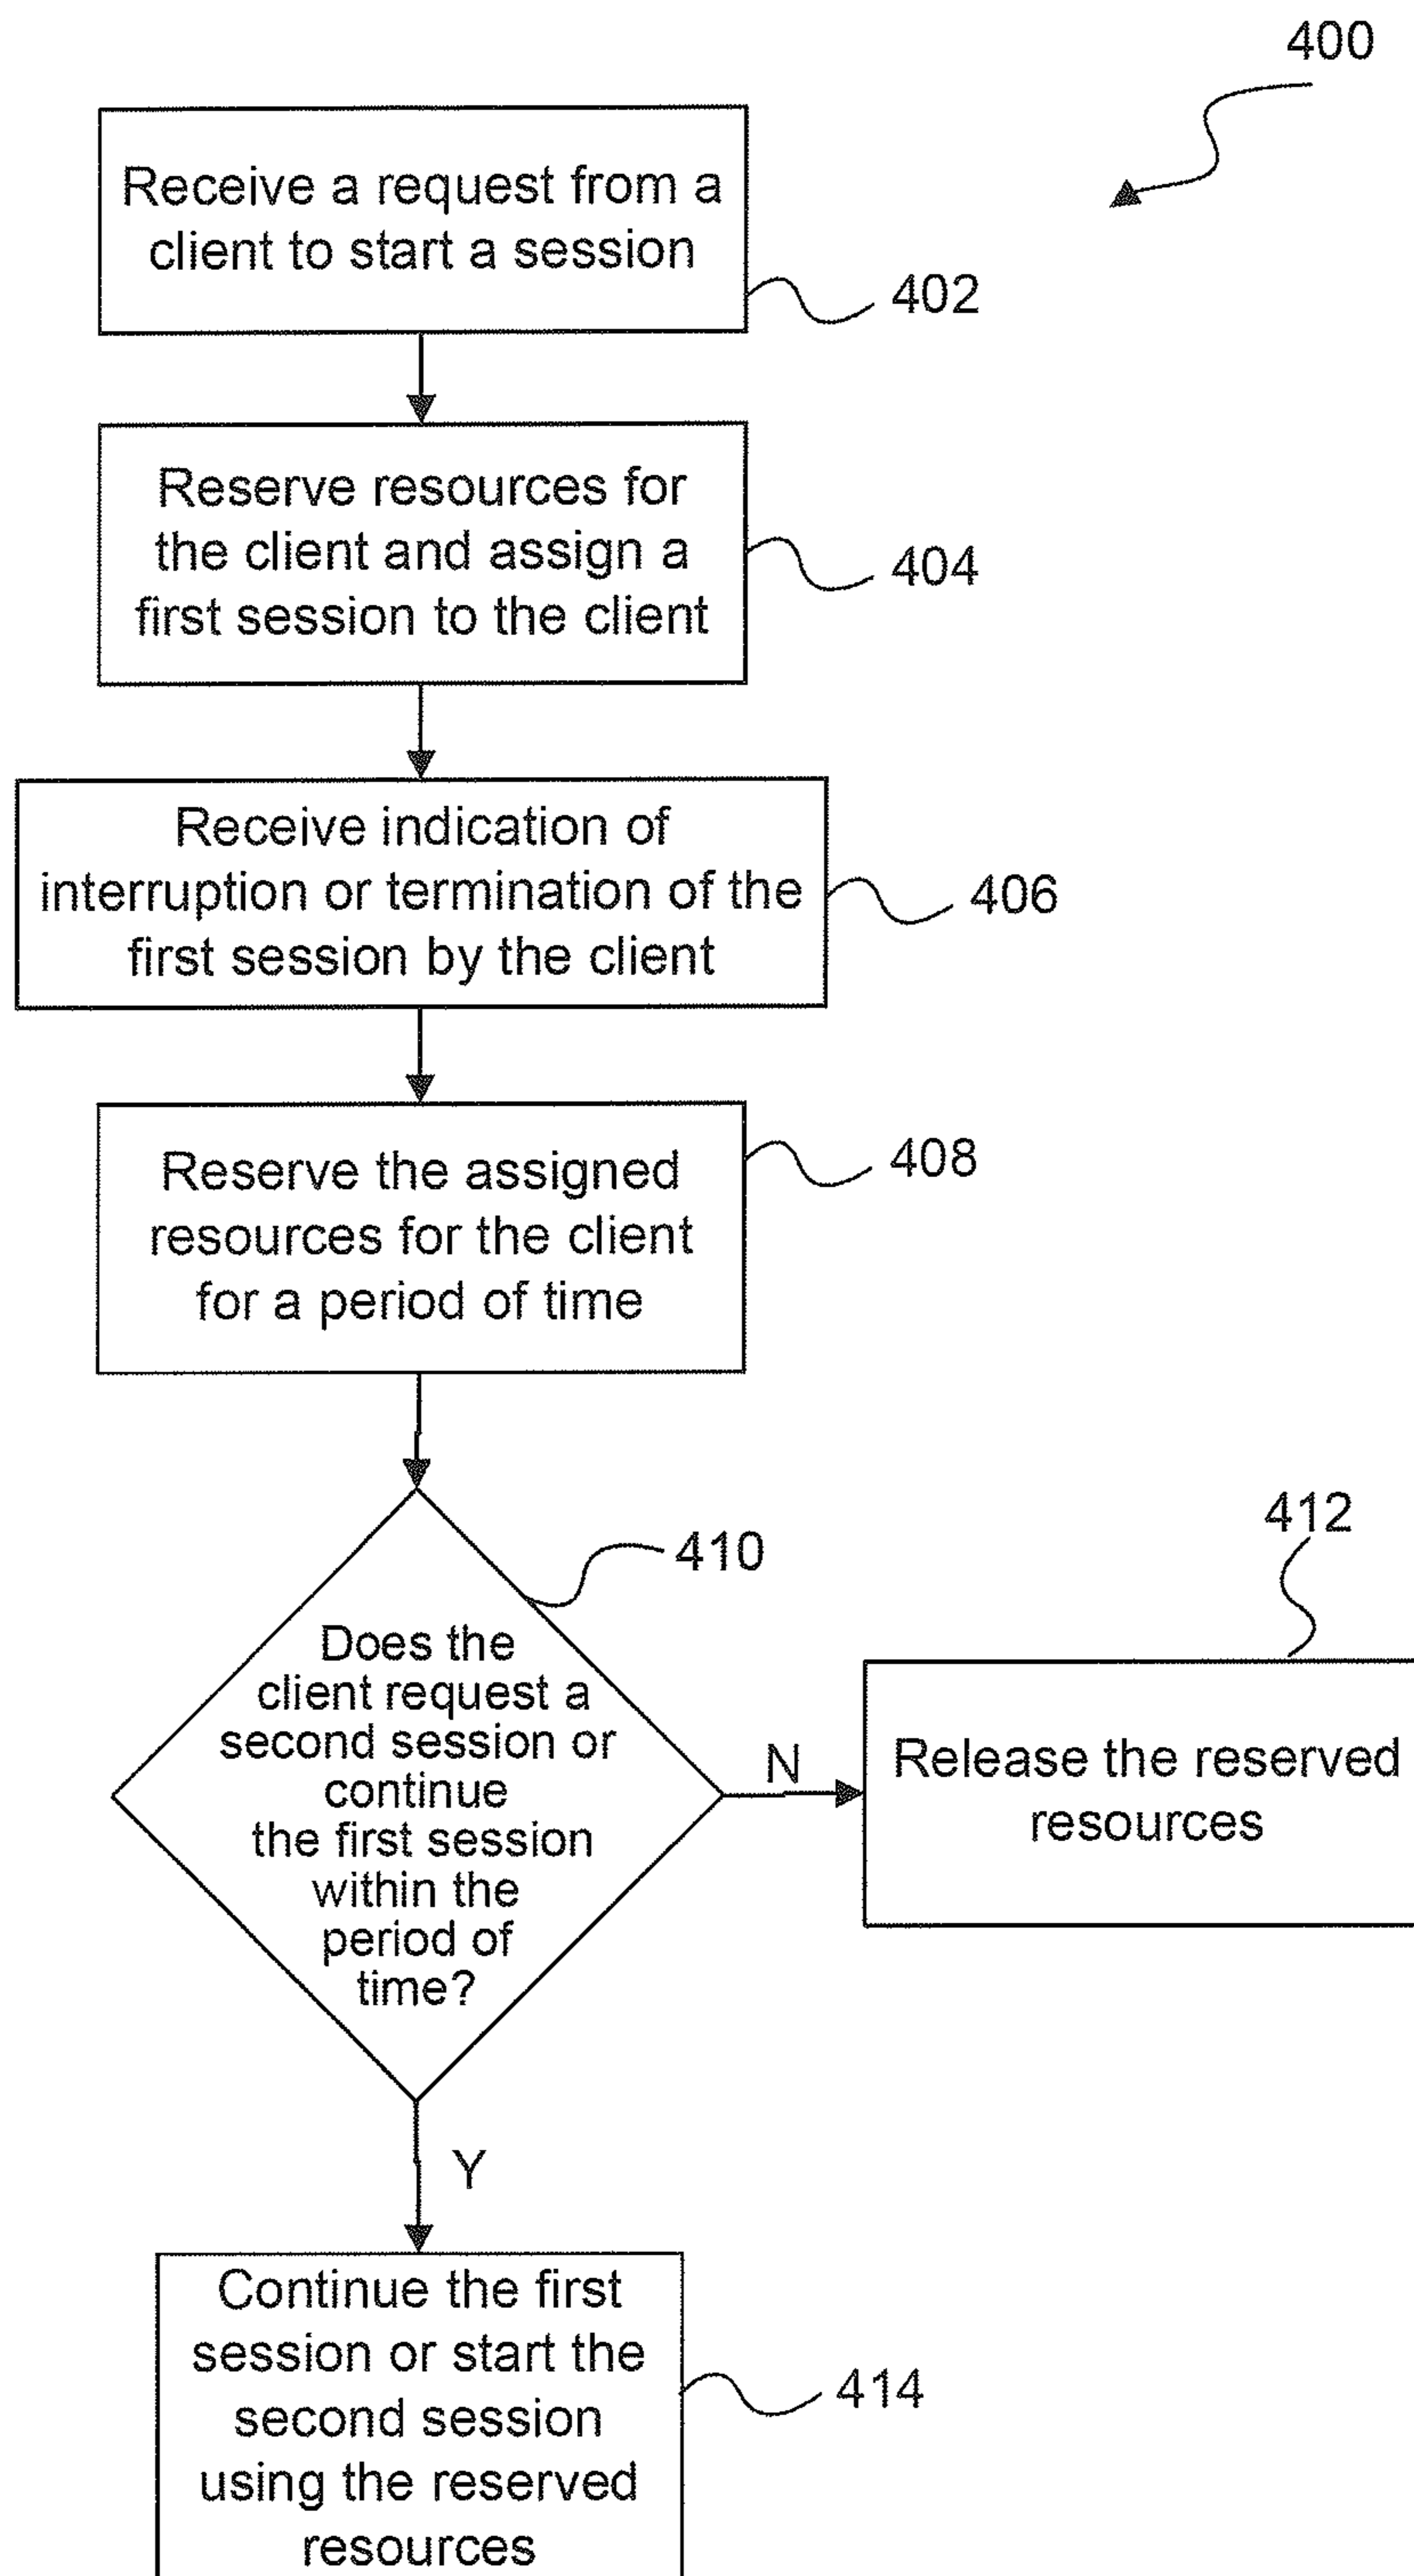 400
Receive a request from a
client to start a session
402
Reserve resources for
the client and assign a
first session to the client
404
Receive indication of
interruption or termination of the
first session by the client
406
Reserve the assigned
resources for the client
for a period of time
408
410
Does the
client request a
second session or
continue
the first session
within the
period of
time?
N
412
Release the reserved
resources
Y
Continue the first
session or start the
second session
using the reserved
resources
414